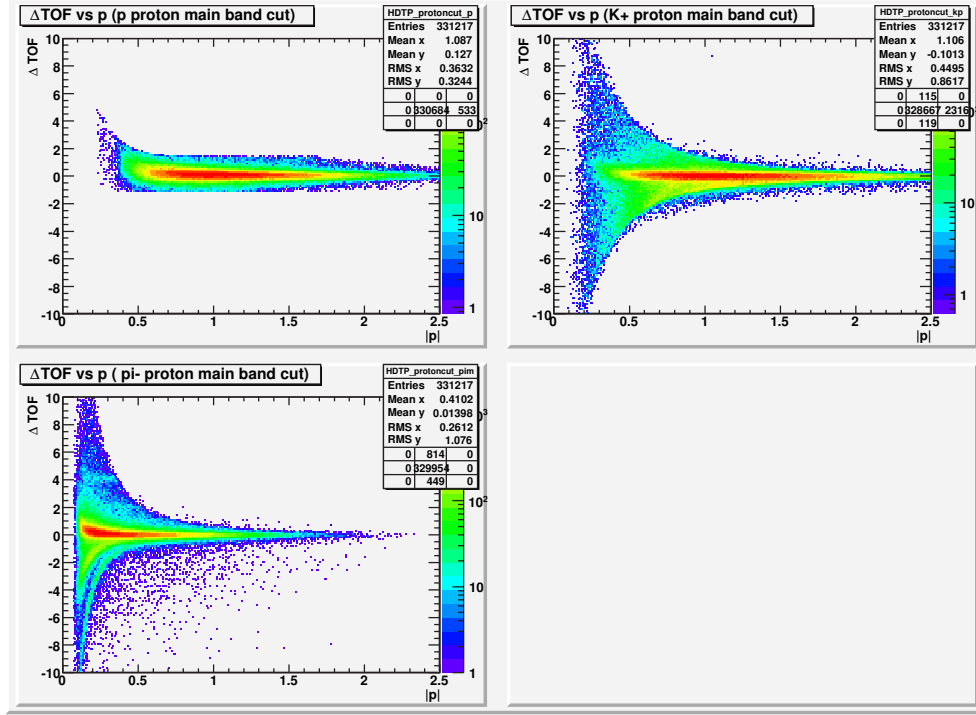 ΔTOF vs p (p proton main band cut)
HDTP_protoncut_p
Entries 331217
Mean x 1.087
Mean y 0.127
RMS x 0.3632
RMS y 0.3244
0 0 0
0 330684 533
0 0 0
Δ TOF
10
8
6
4
2
0
-2
-4
-6
-8
-10
0 0.5 1 1.5 2 2.5
|p|
10
1
ΔTOF vs p (K+ proton main band cut)
HDTP_protoncut_kp
Entries 331217
Mean x 1.106
Mean y -0.1013
RMS x 0.4495
RMS y 0.8617
0 115 0
0 328667 2316
0 119 0
Δ TOF
10
8
6
4
2
0
-2
-4
-6
-8
-10
0 0.5 1 1.5 2 2.5
|p|
10
1
ΔTOF vs p ( pi- proton main band cut)
HDTP_protoncut_pim
Entries 331217
Mean x 0.4102
Mean y 0.01398
RMS x 0.2612
RMS y 1.076
0 814 0
0 329954
0 449 0
Δ TOF
10
8
6
4
2
0
-2
-4
-6
-8
-10
0 0.5 1 1.5 2 2.5
|p|
10²
10
1